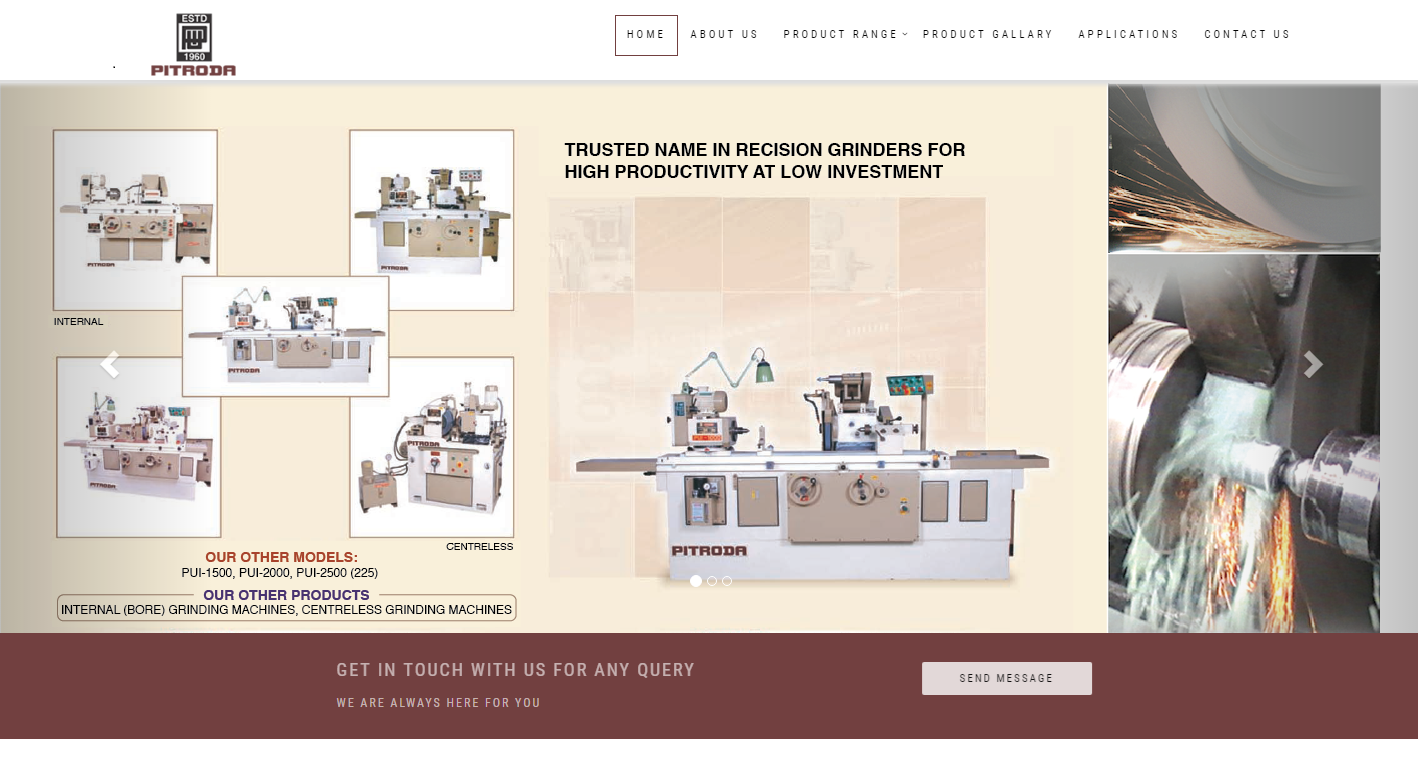 ESTD
1960
PITRODA
HOME
ABOUT US
PRODUCT RANGE
PRODUCT GALLARY
APPLICATIONS
CONTACT US
TRUSTED NAME IN RECISION GRINDERS FOR
HIGH PRODUCTIVITY AT LOW INVESTMENT
PITRODA
PITRODA
INTERNAL
PITRODA
PITRODA
PITRODA
CENTRELESS
OUR OTHER MODELS:
PUI-1500, PUI-2000, PUI-2500 (225)
OUR OTHER PRODUCTS
INTERNAL (BORE) GRINDING MACHINES, CENTRELESS GRINDING MACHINES
PUI-1000
PITRODA
GET IN TOUCH WITH US FOR ANY QUERY
WE ARE ALWAYS HERE FOR YOU
SEND MESSAGE